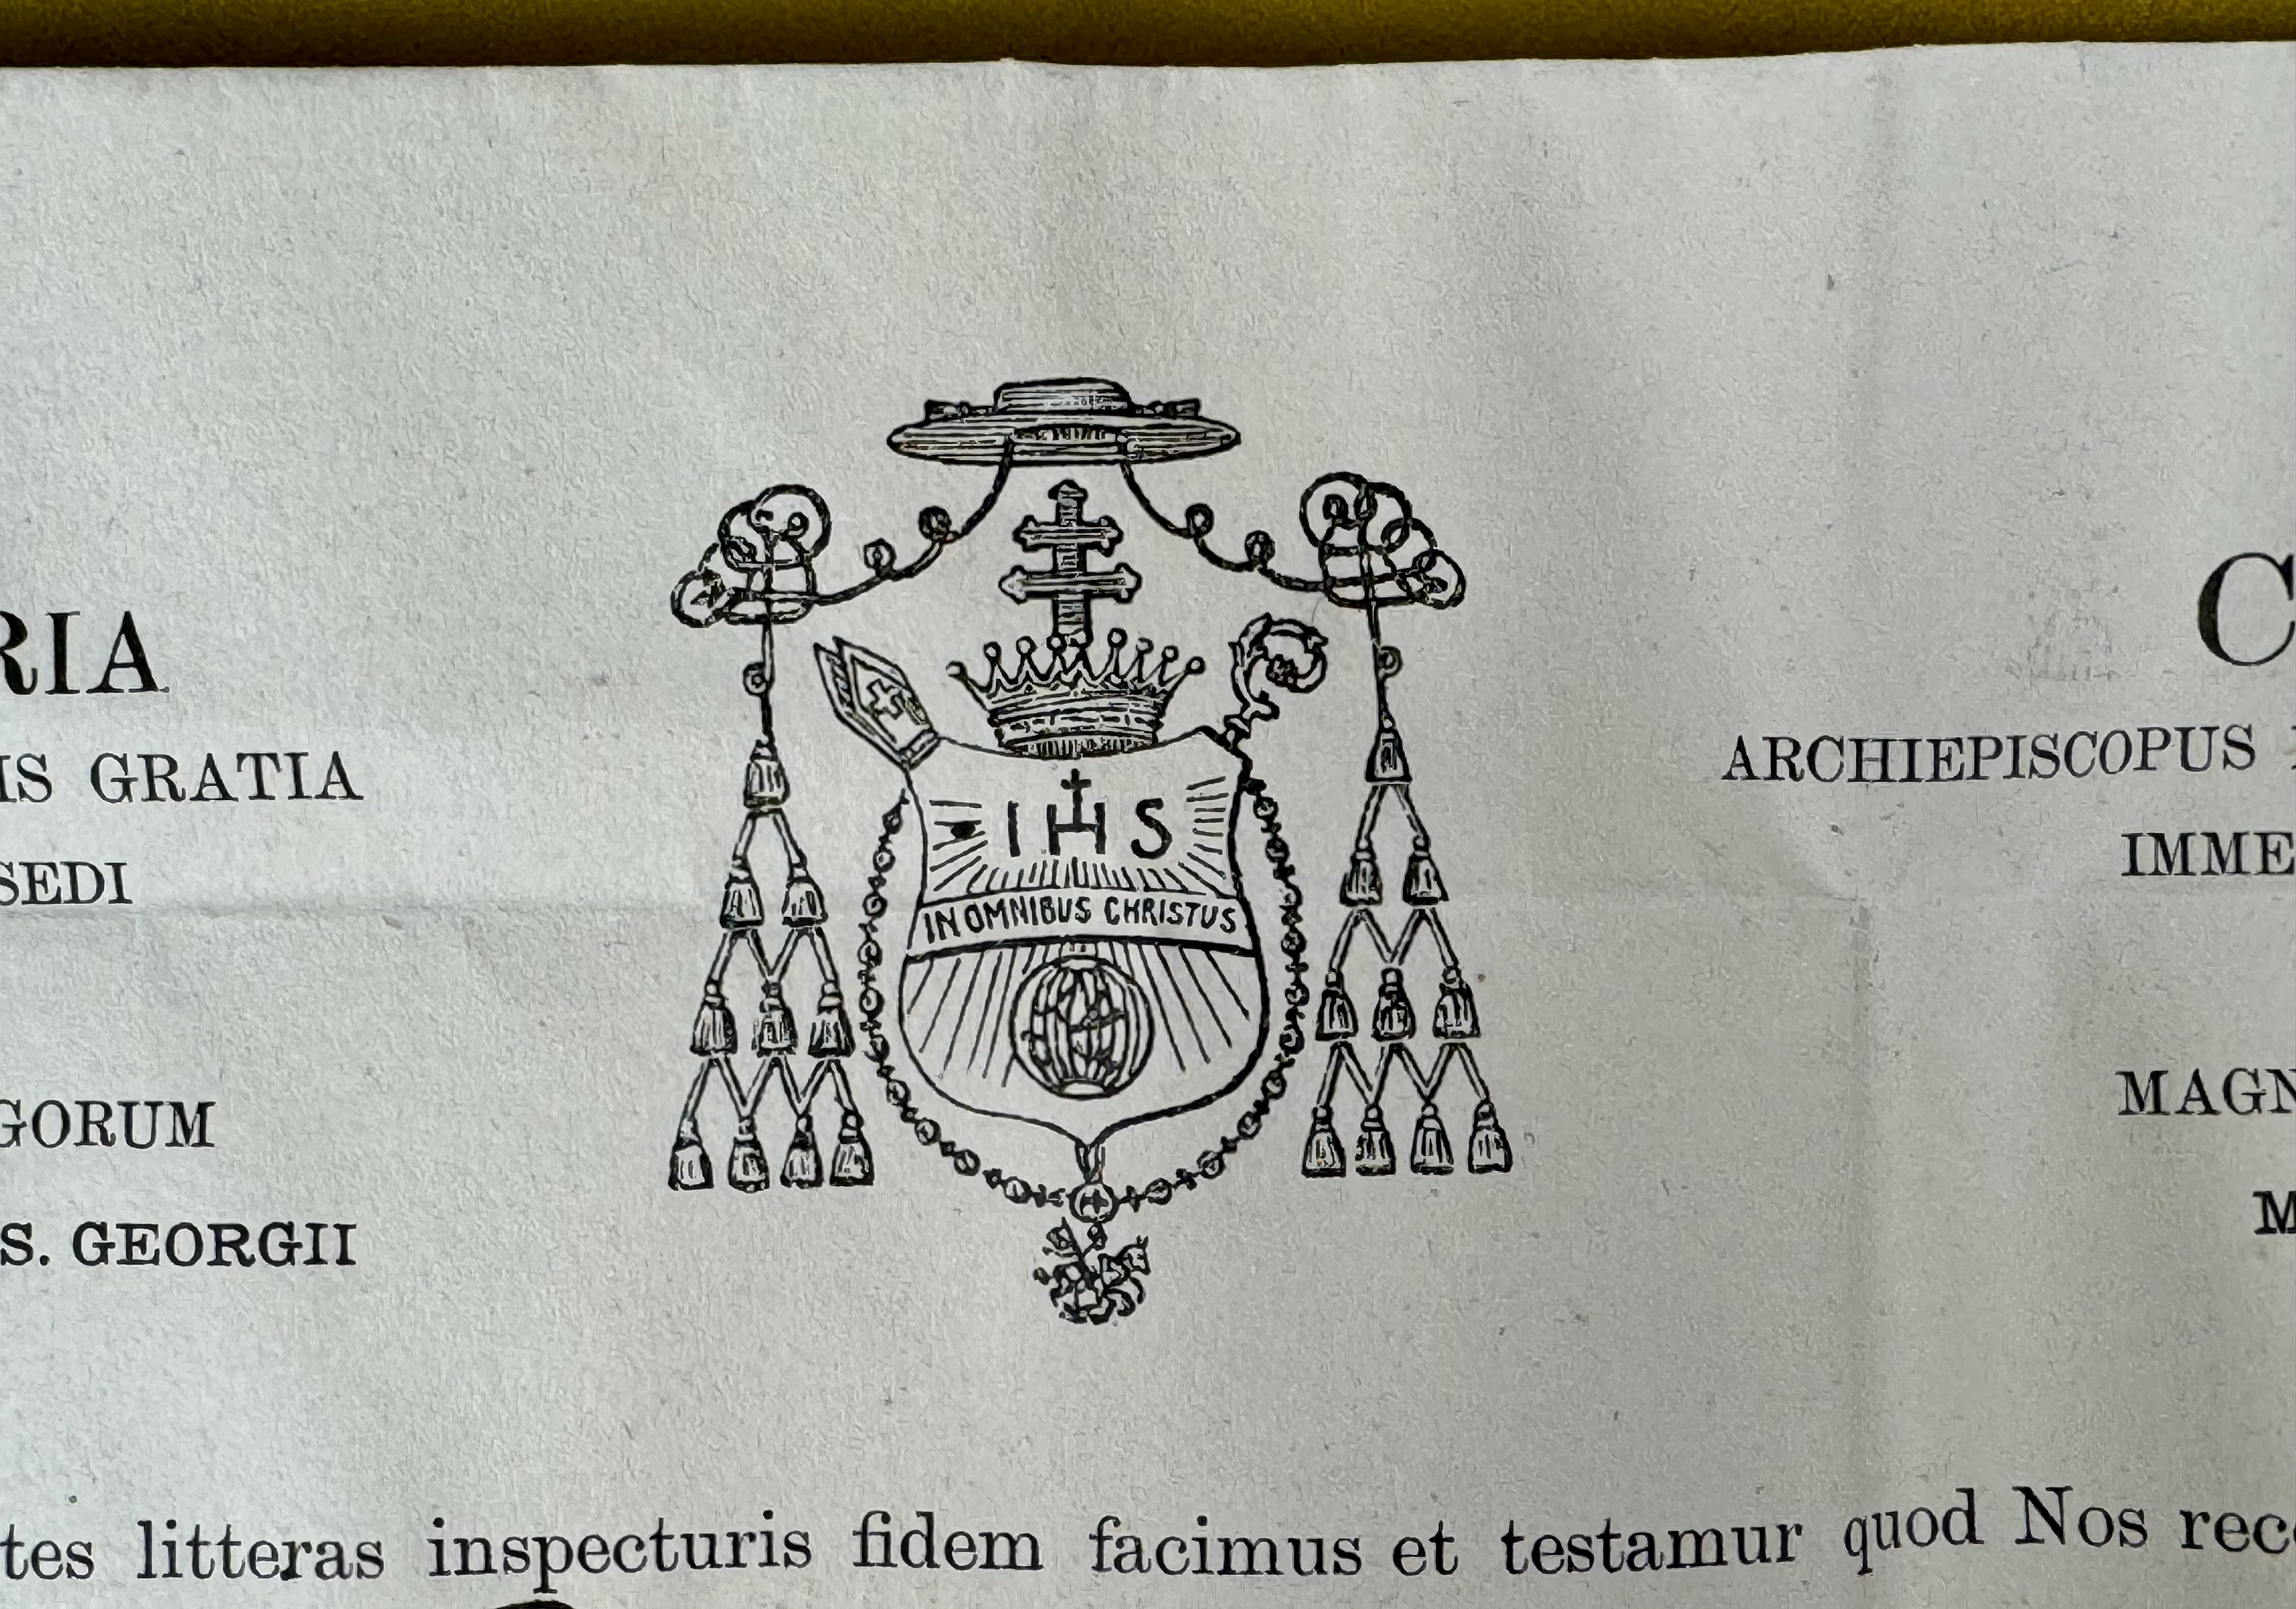 RIA
C
IS GRATIA
ARCHIEPISCOPUS
SEDI
IMME
IHS
IN OMNIBUS CHRISTUS
GORUM
MAGN
S. GEORGII
M
tes litteras inspecturis fidem facimus et testamur quod Nos reco